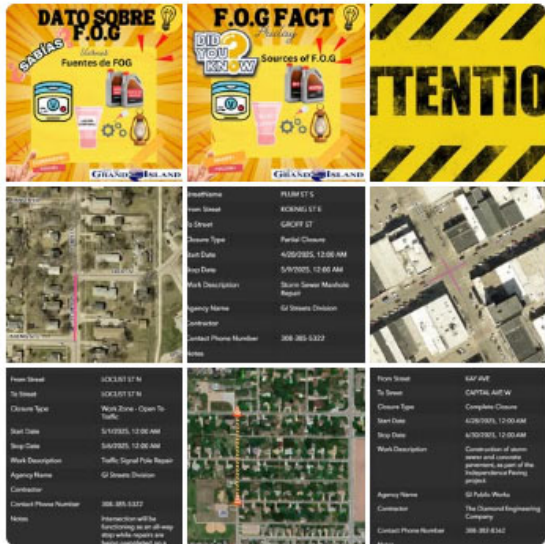 DATO SOBRE
F.O.G
¿SABÍAS
Fuentes de FOG
GRAND ISLAND
F.O.G FACT
Friday
DID
YOU
KNOW
Sources of F.O.G
GRAND ISLAND
TTENTIO
StreetName PLUM ST S
From Street KOENIG ST E
To Street GROFF ST
Closure Type Partial Closure
Start Date 4/28/2025, 12:00 AM
Stop Date 5/9/2025, 12:00 AM
Work Description Storm Sewer Manhole
Repair
Agency Name GI Streets Division
Contractor
Contact Phone Number 308-385-5322
Notes
From Street LOCUST ST N
To Street LOCUST ST N
Closure Type Work Zone - Open To
Traffic
Start Date 5/1/2025, 12:00 AM
Stop Date 5/6/2025, 12:00 AM
Work Description Traffic Signal Pole Repair
Agency Name GI Streets Division
Contractor
Contact Phone Number 308-385-5322
Notes Intersection will be
functioning as an all-way
stop while repairs are
being completed on a
From Street KAY AVE
To Street CAPITAL AVE W
Closure Type Complete Closure
Start Date 4/28/2025, 12:00 AM
Stop Date 6/30/2025, 12:00 AM
Work Description Construction of storm
sewer and concrete
pavement, as part of the
Independence Paving
project.
Agency Name GI Public Works
Contractor The Diamond Engineering
Company
Contact Phone Number 308-382-8362